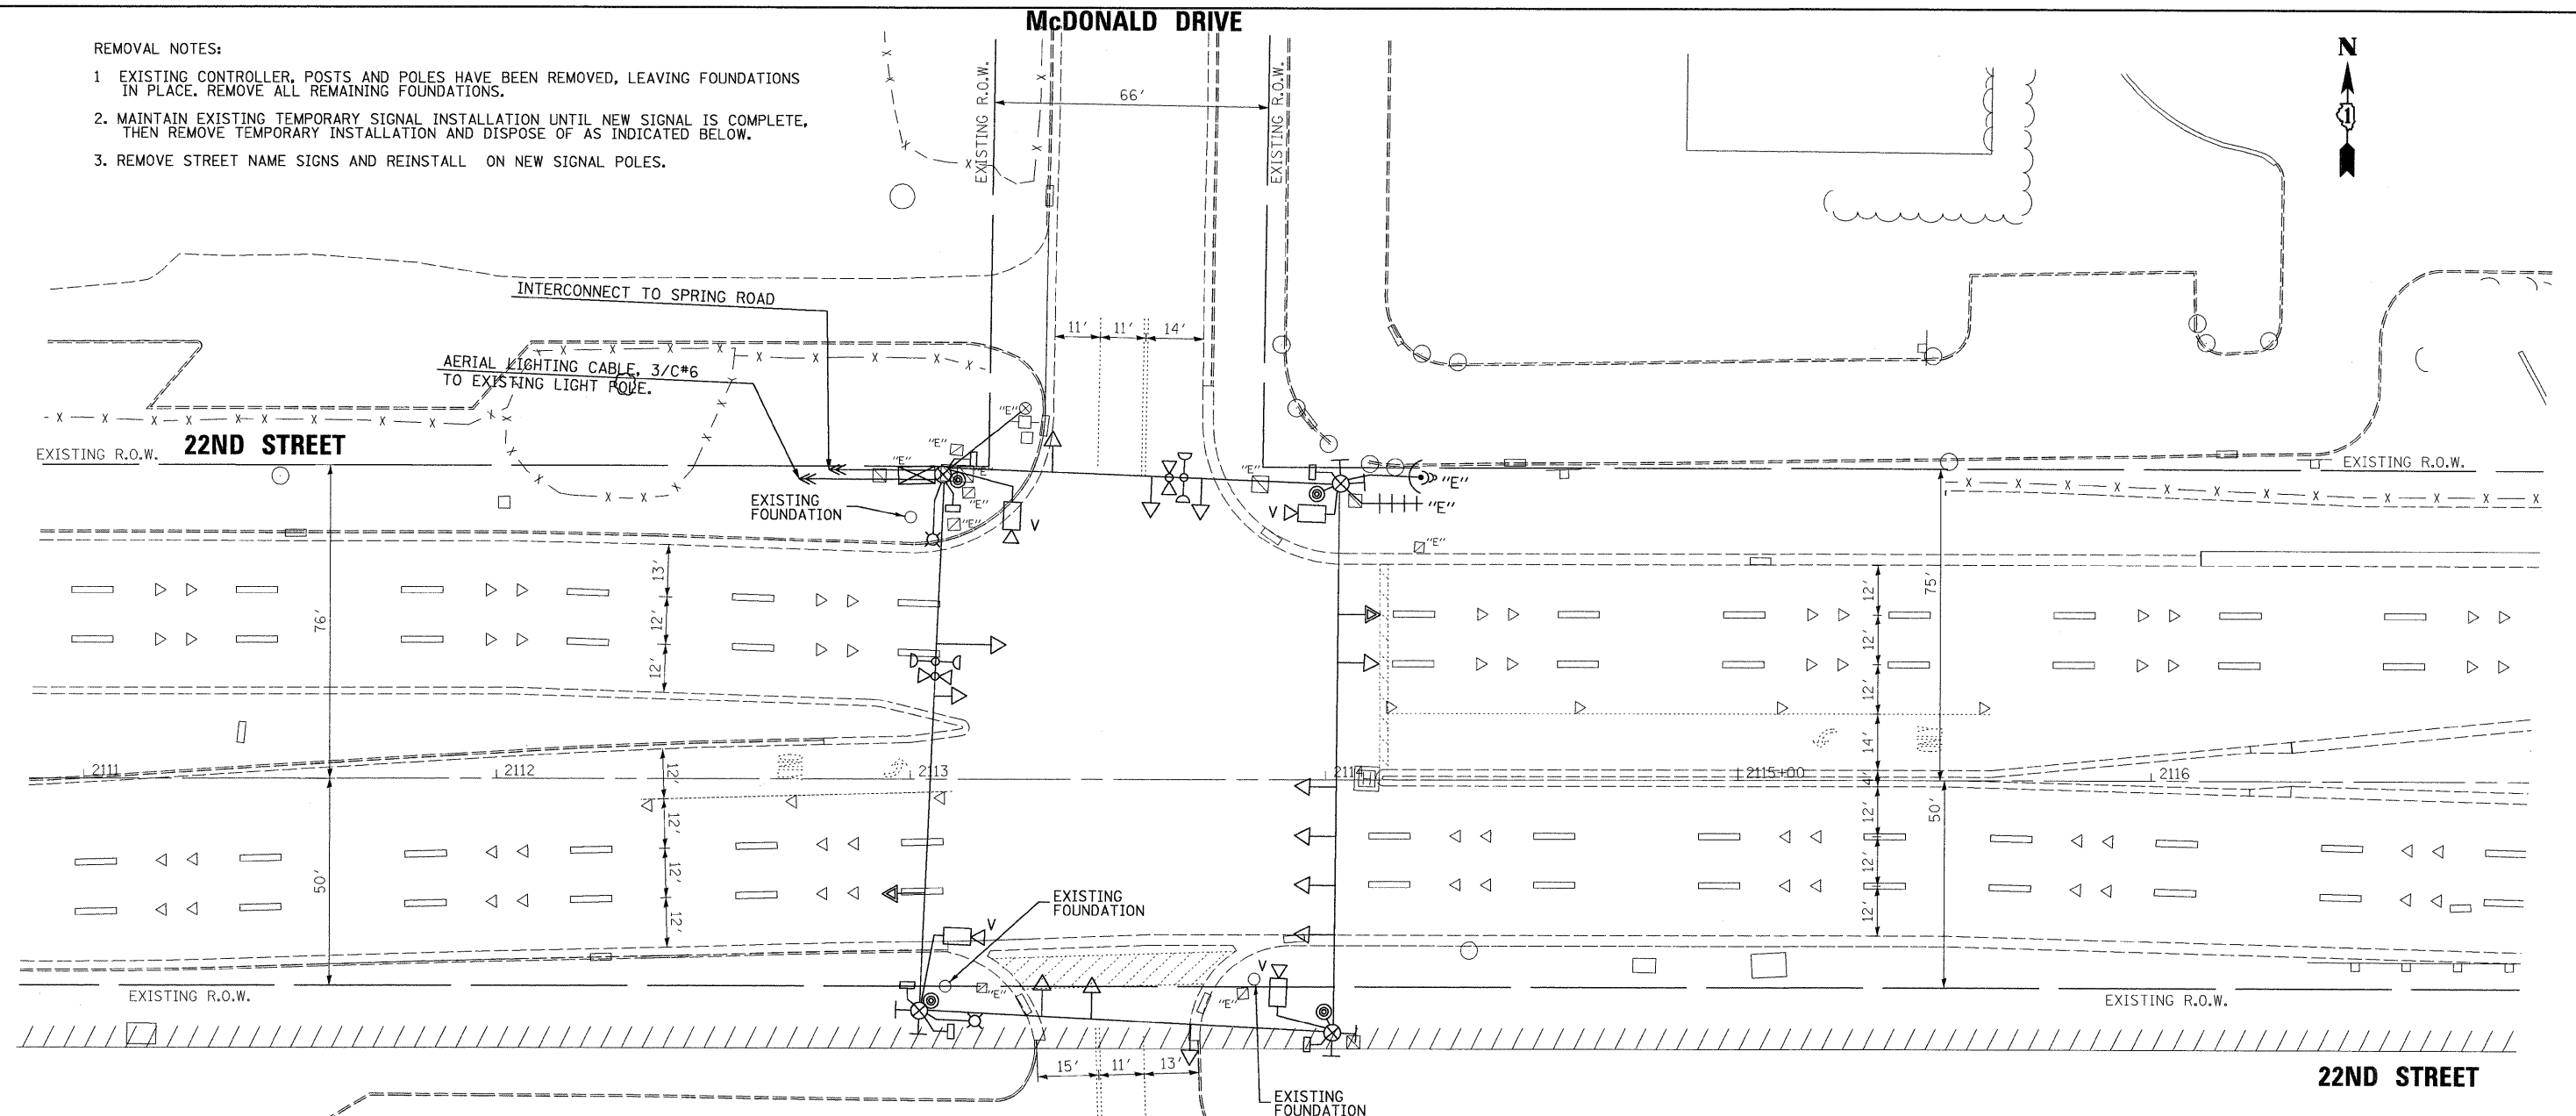 McDONALD DRIVE
REMOVAL NOTES:
1 EXISTING CONTROLLER, POSTS AND POLES HAVE BEEN REMOVED, LEAVING FOUNDATIONS
IN PLACE. REMOVE ALL REMAINING FOUNDATIONS.
2. MAINTAIN EXISTING TEMPORARY SIGNAL INSTALLATION UNTIL NEW SIGNAL IS COMPLETE,
THEN REMOVE TEMPORARY INSTALLATION AND DISPOSE OF AS INDICATED BELOW.
3. REMOVE STREET NAME SIGNS AND REINSTALL ON NEW SIGNAL POLES.
N
1
EXISTING R.O.W.
66'
EXISTING R.O.W.
INTERCONNECT TO SPRING ROAD
11' 11' 14'
AERIAL LIGHTING CABLE, 3/C#6
TO EXISTING LIGHT POLE.
"E"
22ND STREET
EXISTING R.O.W.
"E"
"E"
"E"
"E"
"E"
EXISTING R.O.W.
EXISTING
FOUNDATION
"E"
"E"
V
V
"E"
"E"
13'
12'
12'
76'
75'
12'
12'
12'
14'
4'
2111
2112
2113
2114
2115+00
2116
12'
12'
12'
12'
50'
12'
12'
12'
50'
EXISTING
FOUNDATION
V
V
"E"
"E"
EXISTING R.O.W.
EXISTING R.O.W.
15' 11' 13'
22ND STREET
EXISTING
FOUNDATION